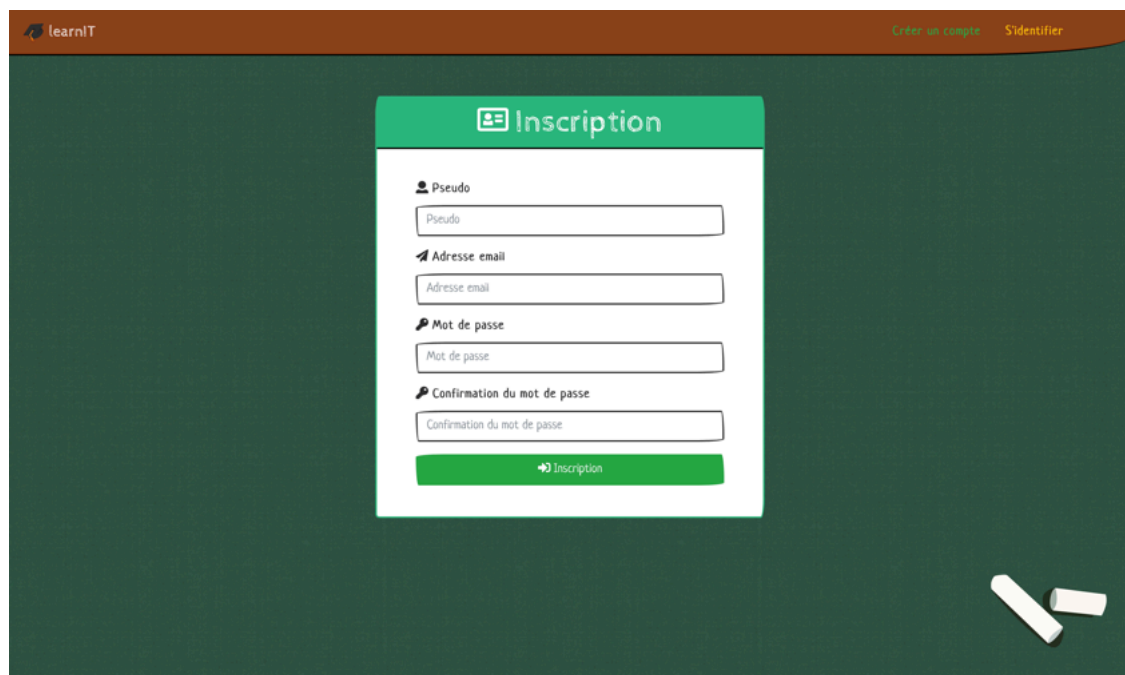 learnIT
Créer un compte S'identifier
Inscription
Pseudo
Pseudo
Adresse email
Adresse email
Mot de passe
Mot de passe
Confirmation du mot de passe
Confirmation du mot de passe
Inscription